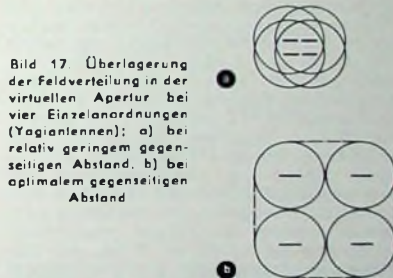 Bild 17. Überlagerung
der Feldverteilung in der
virtuellen Apertur bei
vier Einzelanordnungen
(Yagiantennen); a) bei
relativ geringem gegen-
seitigen Abstand, b) bei
optimalem gegenseitigen
Abstand
a
b